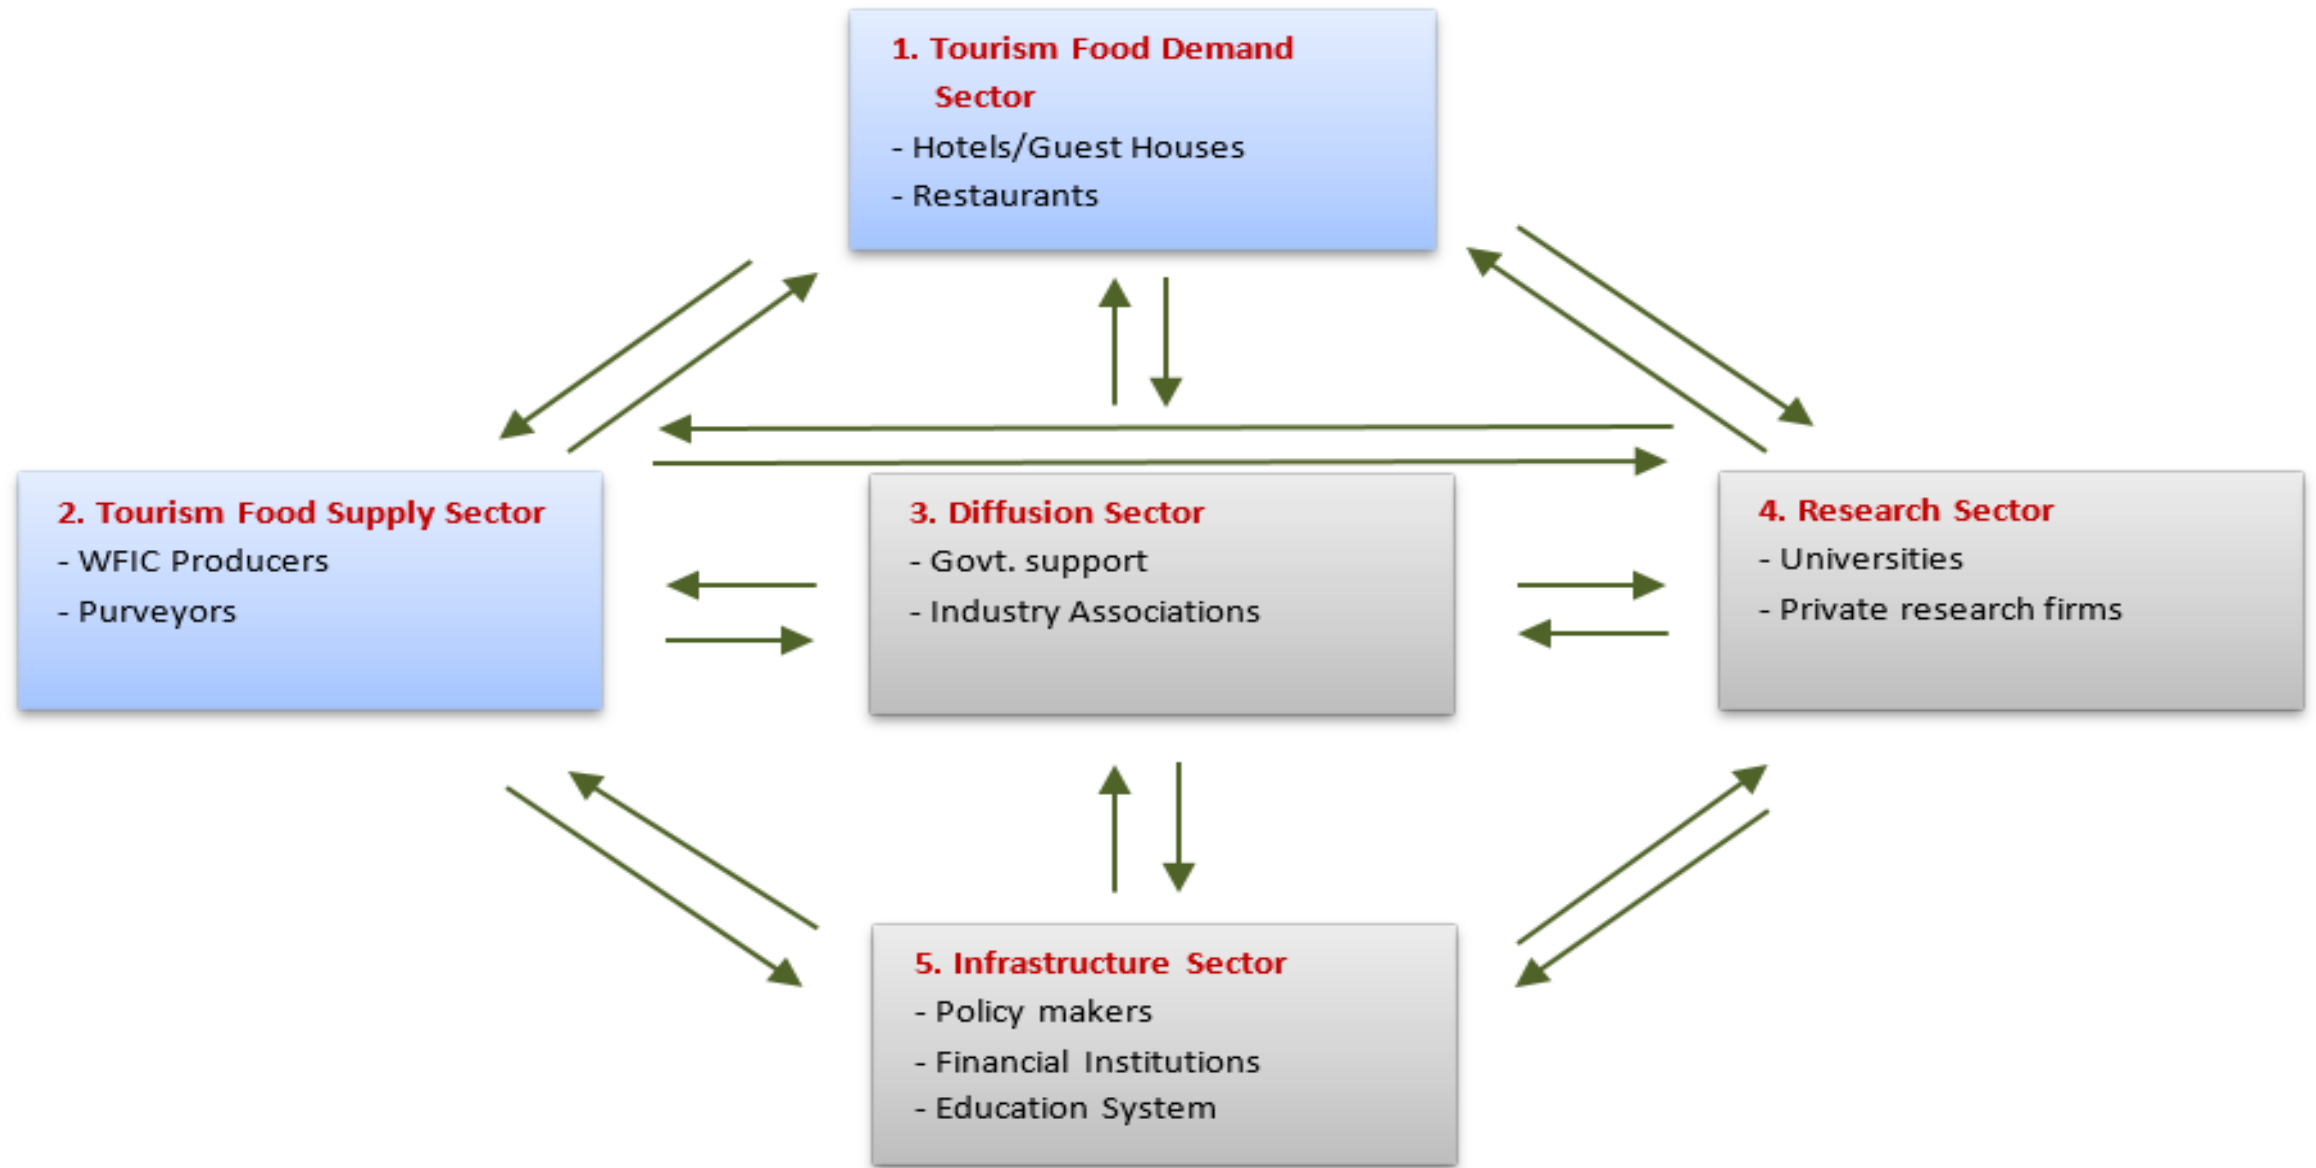 1. Tourism Food Demand
Sector
- Hotels/Guest Houses
- Restaurants
2. Tourism Food Supply Sector
- WFIC Producers
- Purveyors
3. Diffusion Sector
- Govt. support
- Industry Associations
4. Research Sector
- Universities
- Private research firms
5. Infrastructure Sector
- Policy makers
- Financial Institutions
- Education System